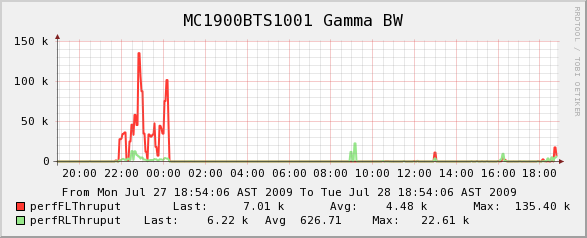 MC1900BTS1001 Gamma BW
RRDTOOL / TOBI OETIKER
150 k
100 k
50 k
0
20:00 22:00 00:00 02:00 04:00 06:00 08:00 10:00 12:00 14:00 16:00 18:00
From Mon Jul 27 18:54:06 AST 2009 To Tue Jul 28 18:54:06 AST 2009
perfFLThruput Last: 7.01 k Avg: 4.48 k Max: 135.40 k
perfRLThruput Last: 6.22 k Avg 626.71 Max: 22.61 k